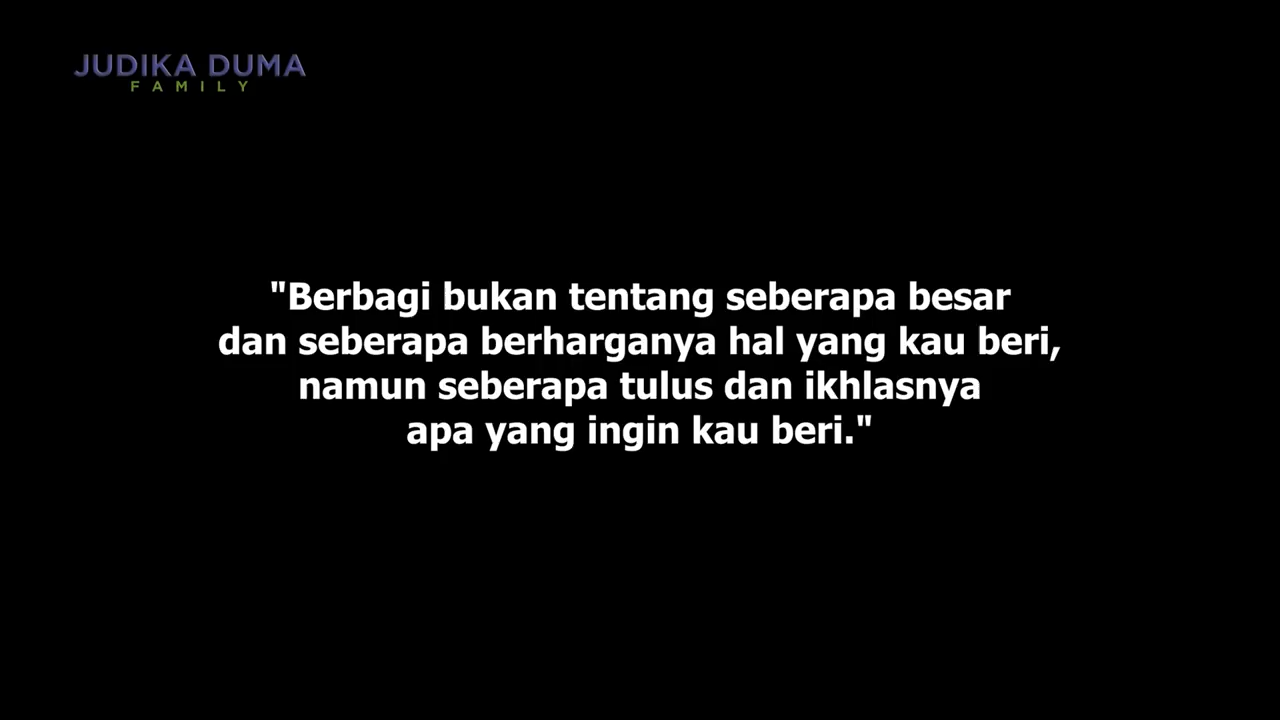 JUDIKA DUMA
FAMILY
"Berbagi bukan tentang seberapa besar
dan seberapa berharganya hal yang kau beri,
namun seberapa tulus dan ikhlasnya
apa yang ingin kau beri."